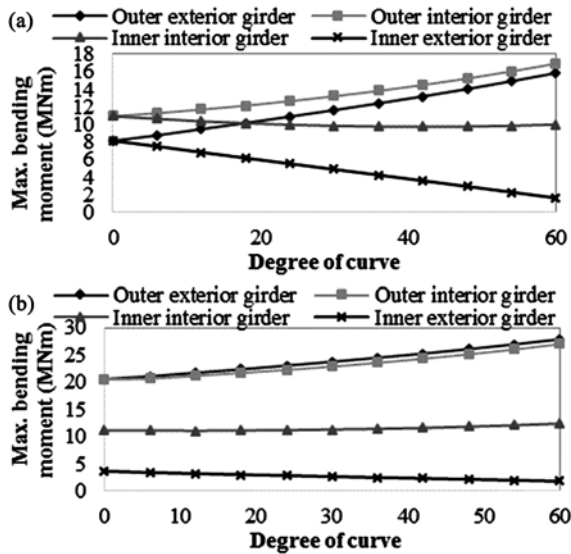 (a)
Outer exterior girder
Outer interior girder
Inner interior girder
Inner exterior girder
Max. bending
moment (MNm)
18
16
14
12
10
8
6
4
2
0
0 20 40 60
Degree of curve
(b)
Outer exterior girder
Outer interior girder
Inner interior girder
Inner exterior girder
Max. bending
moment (MNm)
30
25
20
15
10
5
0
0 10 20 30 40 50 60
Degree of curve